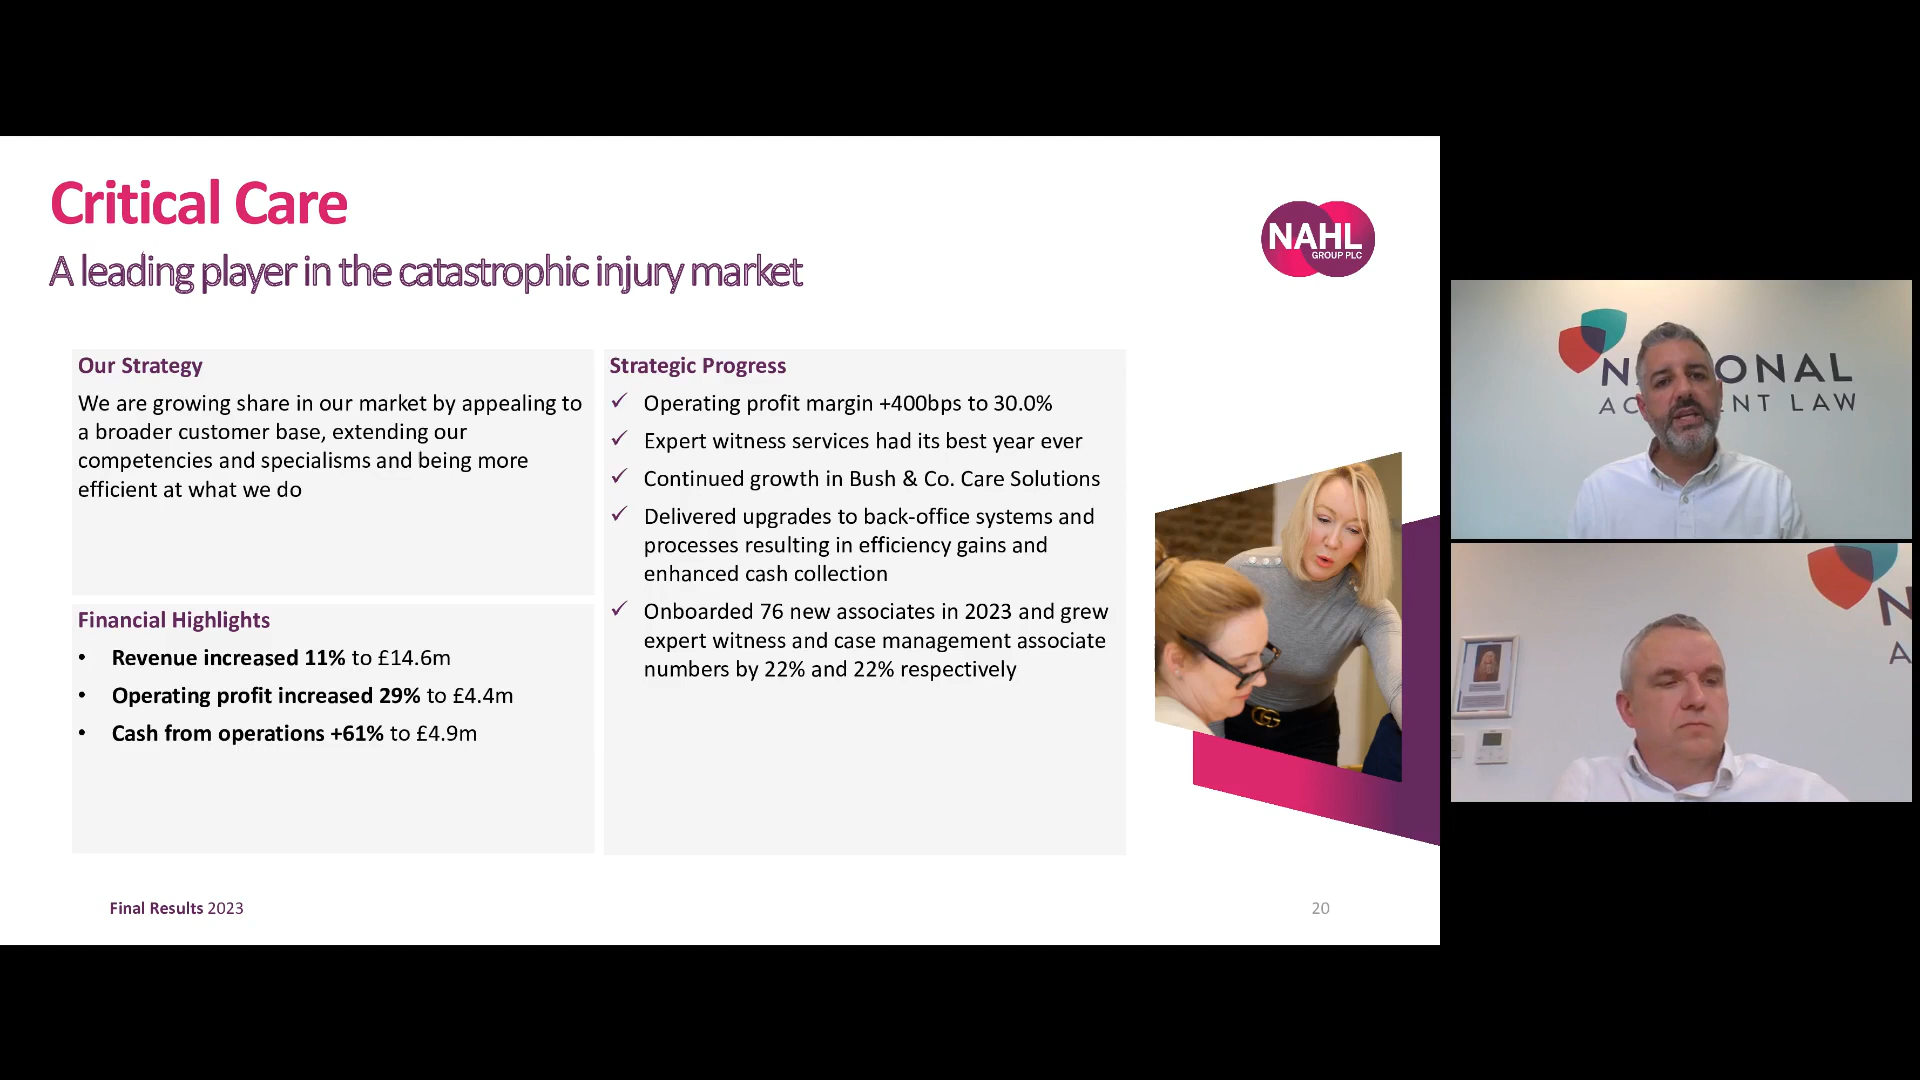 Critical Care
A leading player in the catastrophic injury market
NAHL
GROUP PLC
Our Strategy
We are growing share in our market by appealing to
a broader customer base, extending our
competencies and specialisms and being more
efficient at what we do
Financial Highlights
• Revenue increased 11% to £14.6m
• Operating profit increased 29% to £4.4m
• Cash from operations +61% to £4.9m
Strategic Progress
✓ Operating profit margin +400bps to 30.0%
✓ Expert witness services had its best year ever
✓ Continued growth in Bush & Co. Care Solutions
✓ Delivered upgrades to back-office systems and
processes resulting in efficiency gains and
enhanced cash collection
✓ Onboarded 76 new associates in 2023 and grew
expert witness and case management associate
numbers by 22% and 22% respectively
Final Results 2023
20
N ONAL
AC NT LAW
N
A